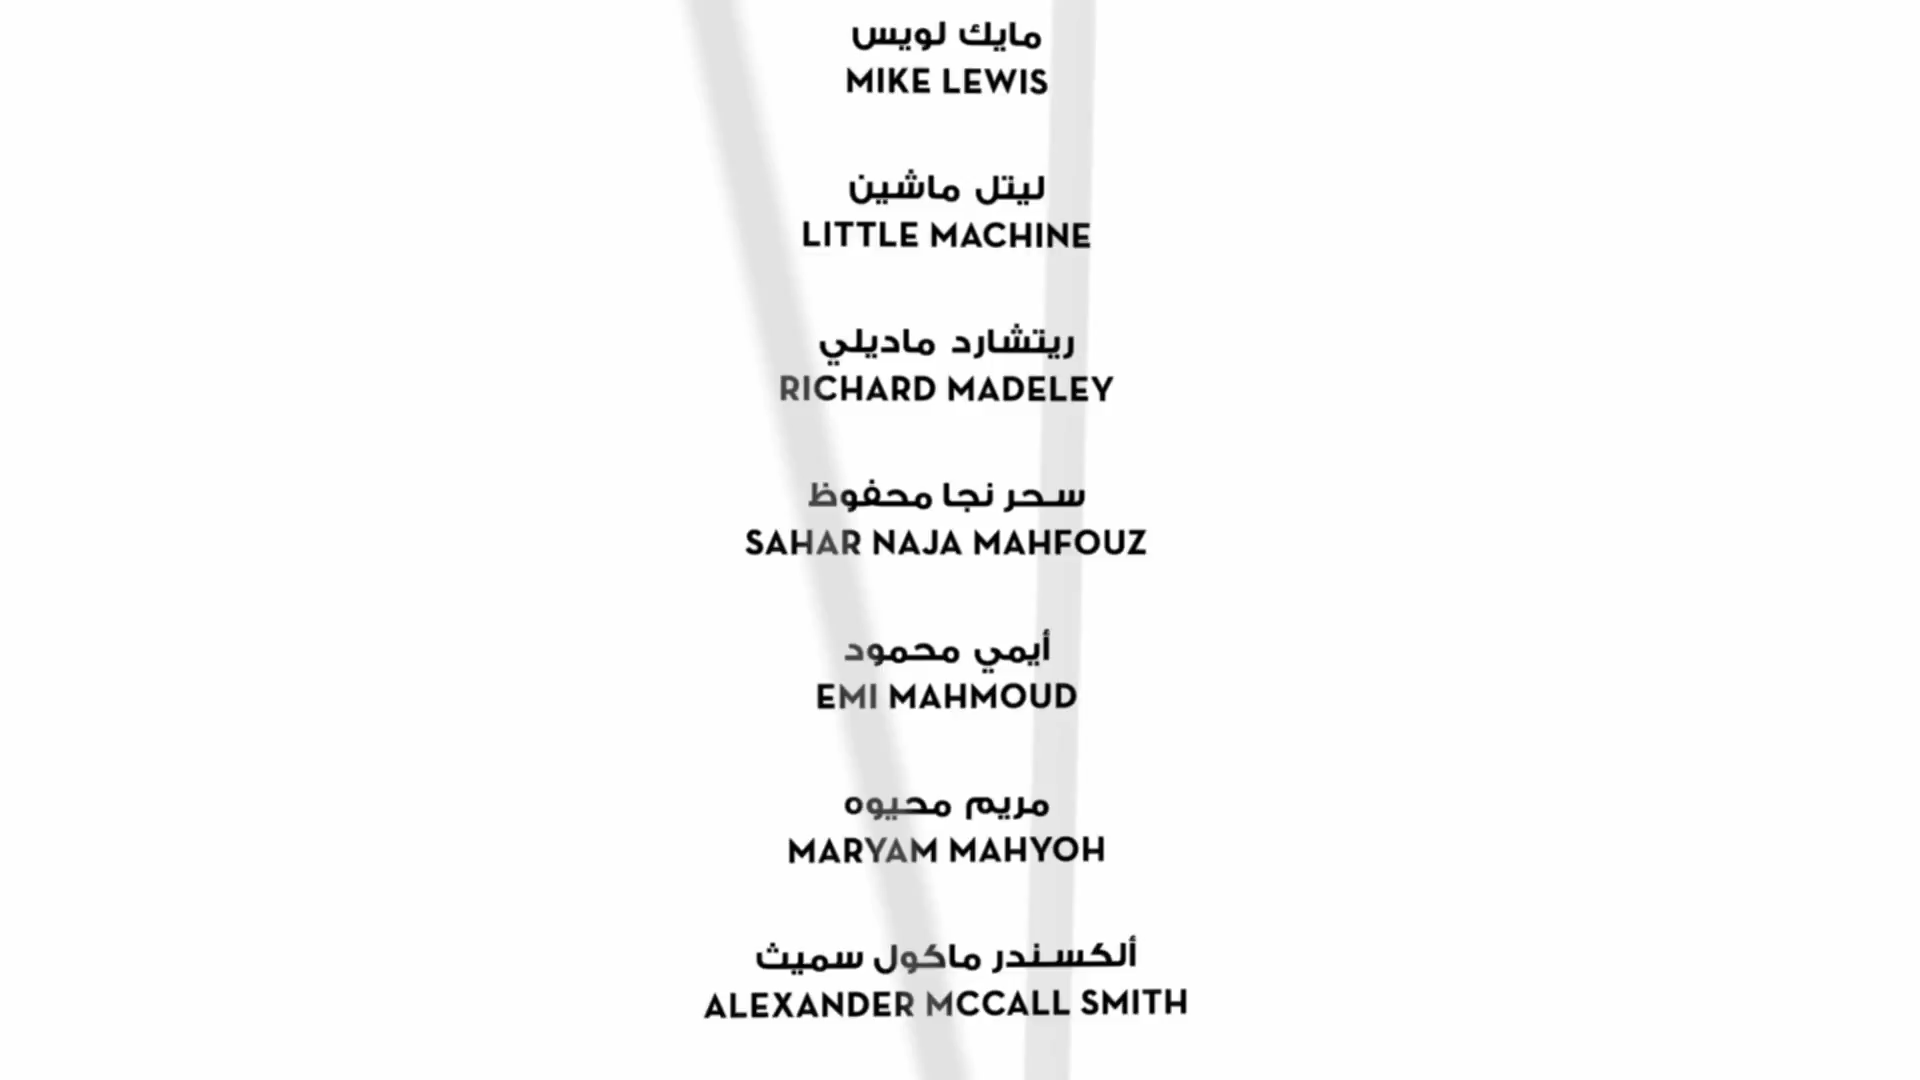 مايك لويس
MIKE LEWIS
ليتل ماشين
LITTLE MACHINE
ريتشارد ماديلي
RICHARD MADELEY
سحر نجا محفوظ
SAHAR NAJA MAHFOUZ
أيمي محمود
EMI MAHMOUD
مريم محيوه
MARYAM MAHYOH
ألكسندر ماكول سميث
ALEXANDER MCCALL SMITH